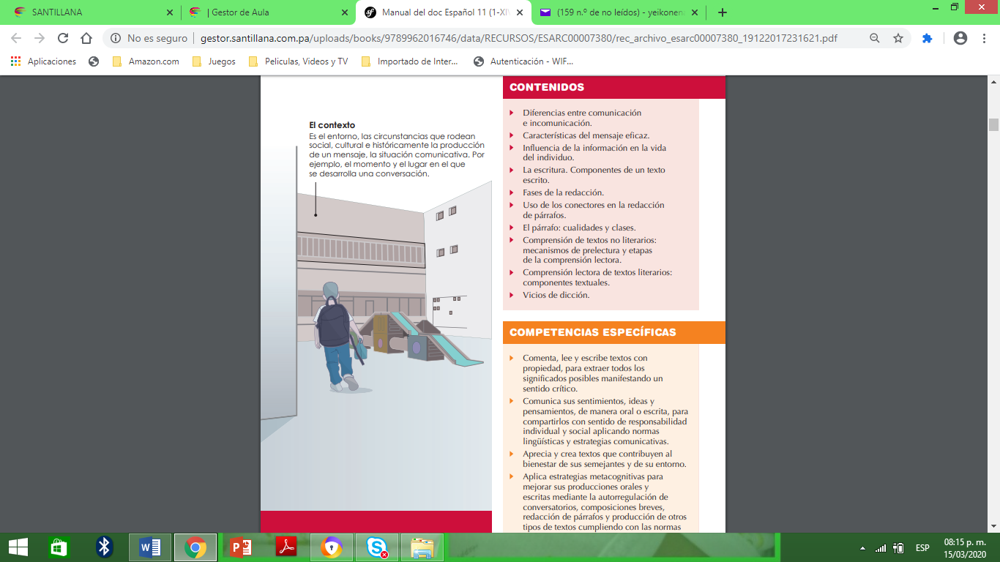 SANTILLANA
| Gestor de Aula
Manual del doc Español 11 (1-XIV
(159 n.º de no leídos) - yeikonen
No es seguro
gestor.santillana.com.pa/uploads/books/9789962016746/data/RECURSOS/ESARC00007380/rec_archivo_esarc00007380_19122017231621.pdf
Aplicaciones
Amazon.com
Juegos
Peliculas, Videos y TV
Importado de Inter...
Autenticación - WIF...
El contexto
Es el entorno, las circunstancias que rodean
social, cultural e históricamente la producción
de un mensaje, la situación comunicativa. Por
ejemplo, el momento y el lugar en el que
se desarrolla una conversación.
CONTENIDOS
Diferencias entre comunicación
e incomunicación.
Características del mensaje eficaz.
Influencia de la información en la vida
del individuo.
La escritura. Componentes de un texto
escrito.
Fases de la redacción.
Uso de los conectores en la redacción
de párrafos.
El párrafo: cualidades y clases.
Comprensión de textos no literarios:
mecanismos de prelectura y etapas
de la comprensión lectora.
Comprensión lectora de textos literarios:
componentes textuales.
Vicios de dicción.
COMPETENCIAS ESPECÍFICAS
Comenta, lee y escribe textos con
propiedad, para extraer todos los
significados posibles manifestando un
sentido crítico.
Comunica sus sentimientos, ideas y
pensamientos, de manera oral o escrita, para
compartirlos con sentido de responsabilidad
individual y social aplicando normas
lingüísticas y estrategias comunicativas.
Aprecia y crea textos que contribuyen al
bienestar de sus semejantes y de su entorno.
Aplica estrategias metacognitivas para
mejorar sus producciones orales y
escritas mediante la autorregulación de
conversatorios, composiciones breves,
redacción de párrafos y producción de otros
tipos de textos cumpliendo con las normas
ESP
08:15 p. m.
15/03/2020